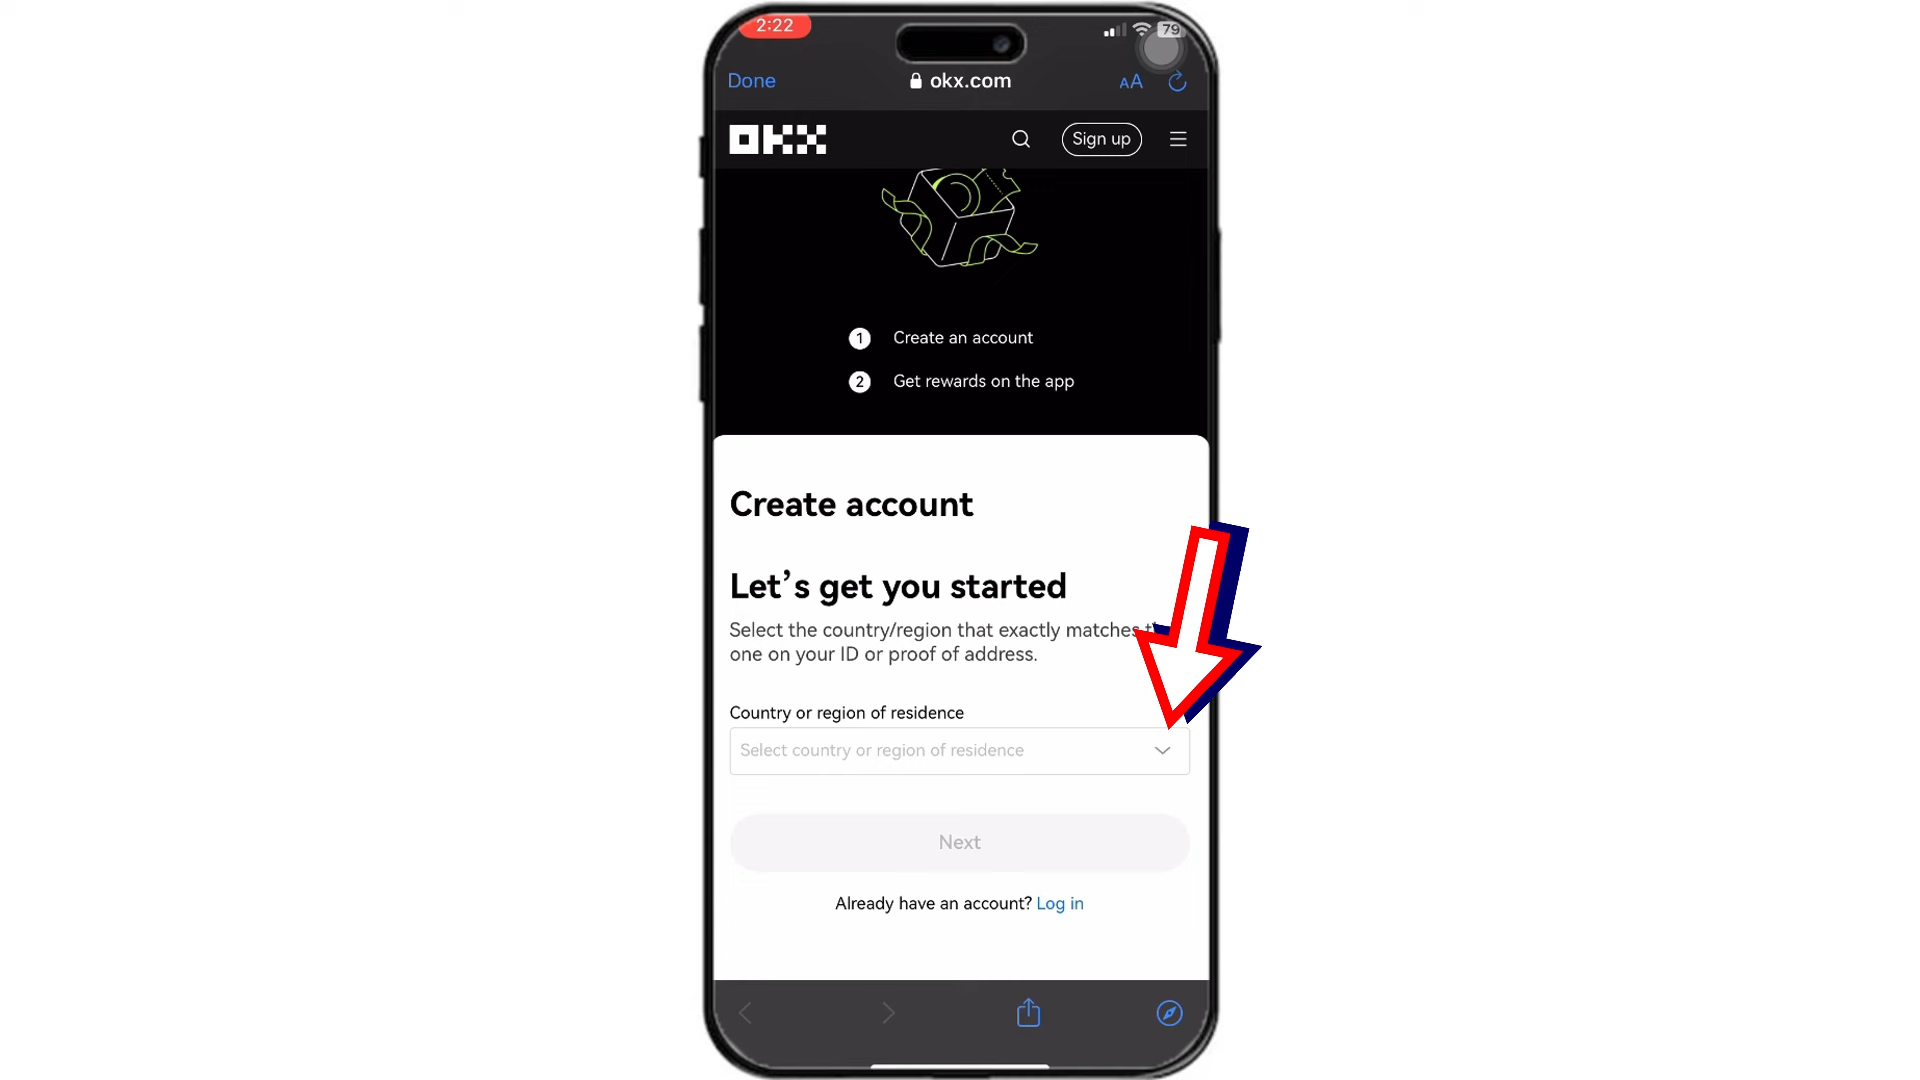 2:22
79
Done
okx.com
AA
OKX
Sign up
1 Create an account
2 Get rewards on the app
Create account
Let’s get you started
Select the country/region that exactly matches
one on your ID or proof of address.
Country or region of residence
Select country or region of residence
Next
Already have an account? Log in